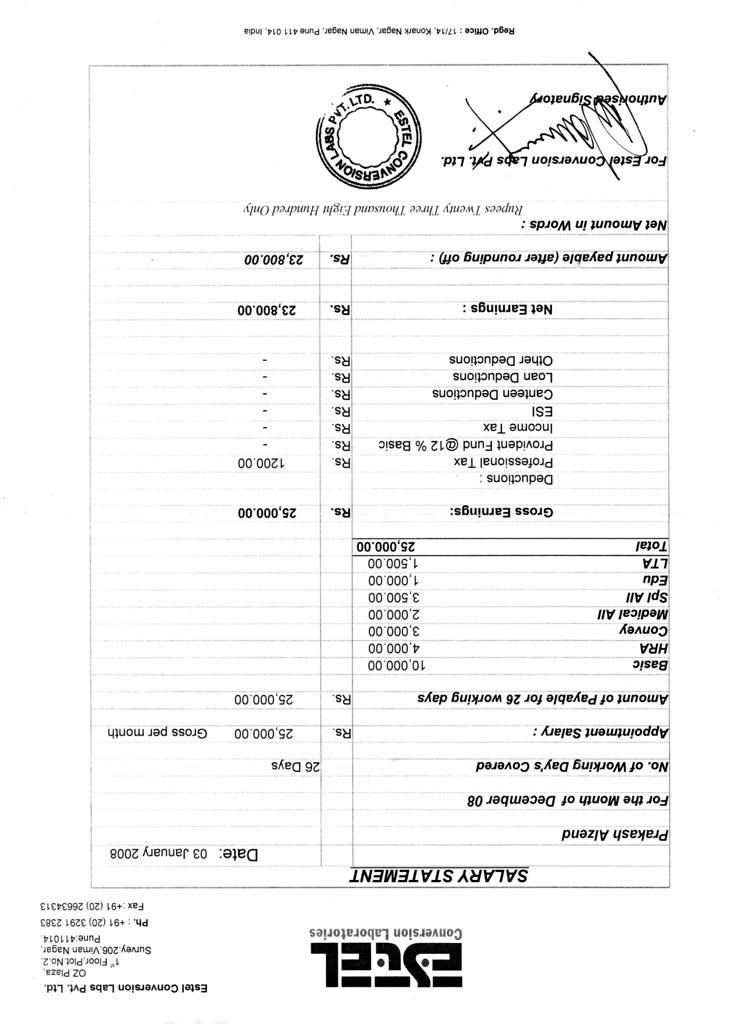 ESTEL
Conversion Laboratories
Estel Conversion Labs Pvt. Ltd.
OZ Plaza,
1st Floor,Plot.No.2,
Survey.206,Viman Nagar,
Pune:411014.
Ph. : +91 (20) 3291 2383
Fax :+91 (20) 26634313
SALARY STATEMENT
Date: 03 January 2008
Prakash Alzend
For the Month of December 08
No. of Working Day's Covered 26 Days
Appointment Salary : Rs. 25,000.00 Gross per month
Amount of Payable for 26 working days Rs. 25,000.00
Basic 10,000.00
HRA 4,000.00
Convey 3,000.00
Medical All 2,000.00
Spl All 3,500.00
Edu 1,000.00
LTA 1,500.00
Total 25,000.00
Gross Earnings: Rs. 25,000.00
Deductions :
Professional Tax Rs. 1200.00
Provident Fund @12 % Basic Rs. -
Income Tax Rs. -
ESI Rs. -
Canteen Deductions Rs. -
Loan Deductions Rs. -
Other Deductions Rs. -
Net Earnings : Rs. 23,800.00
Amount payable (after rounding off) : Rs. 23,800.00
Net Amount in Words :
Rupees Twenty Three Thousand Eight Hundred Only
For Estel Conversion Labs Pvt. Ltd.
ESTEL CONVERSION LABS PVT. LTD. ★
Authorised Signatory
Regd. Office : 17/14, Konark Nagar, Viman Nagar, Pune 411 014, India